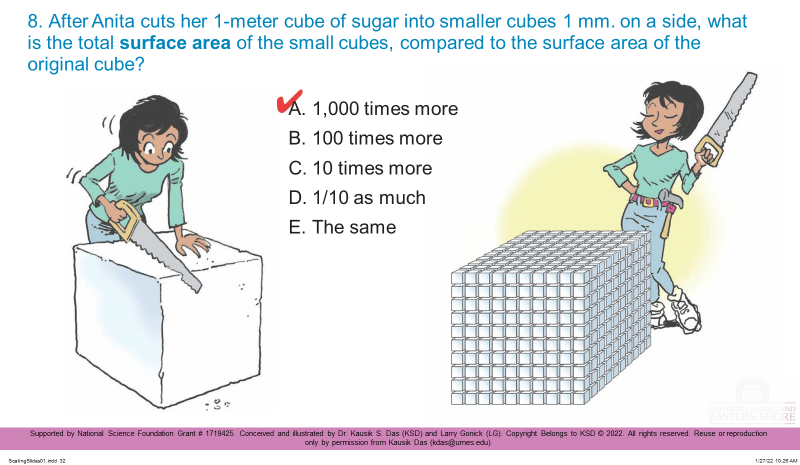 8. After Anita cuts her 1-meter cube of sugar into smaller cubes 1 mm. on a side, what
is the total surface area of the small cubes, compared to the surface area of the
original cube?
A. 1,000 times more
B. 100 times more
C. 10 times more
D. 1/10 as much
E. The same
EASTERN SHORE
Supported by National Science Foundation Grant # 1719425. Conceived and illustrated by Dr. Kausik S. Das (KSD) and Larry Gonick (LG). Copyright Belongs to KSD © 2022. All rights reserved. Reuse or reproduction
only by permission from Kausik Das (kdas@umes.edu).
ScalingSlides01.indd 32
1/27/22 10:26 AM